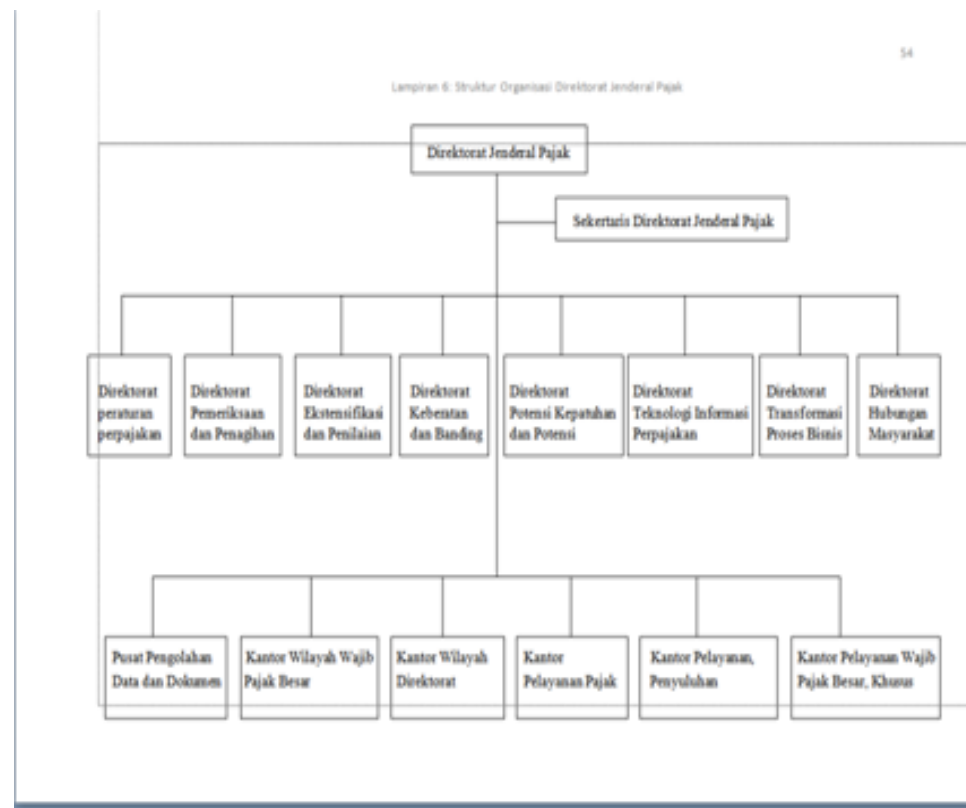 54
Lampiran 6: Struktur Organisasi Direktorat Jenderal Pajak
Direktorat Jenderal Pajak
Sekertaris Direktorat Jenderal Pajak
Direktorat
peraturan
perpajakan
Direktorat
Pemeriksaan
dan Penagihan
Direktorat
Ekstensifikasi
dan Penilaian
Direktorat
Keberatan
dan Banding
Direktorat
Potensi Kepatuhan
dan Potensi
Direktorat
Teknologi Informasi
Perpajakan
Direktorat
Transformasi
Proses Bisnis
Direktorat
Hubungan
Masyarakat
Pusat Pengolahan
Data dan Dokumen
Kantor Wilayah Wajib
Pajak Besar
Kantor Wilayah
Direktorat
Kantor
Pelayanan Pajak
Kantor Pelayanan,
Penyuluhan
Kantor Pelayanan Wajib
Pajak Besar, Khusus